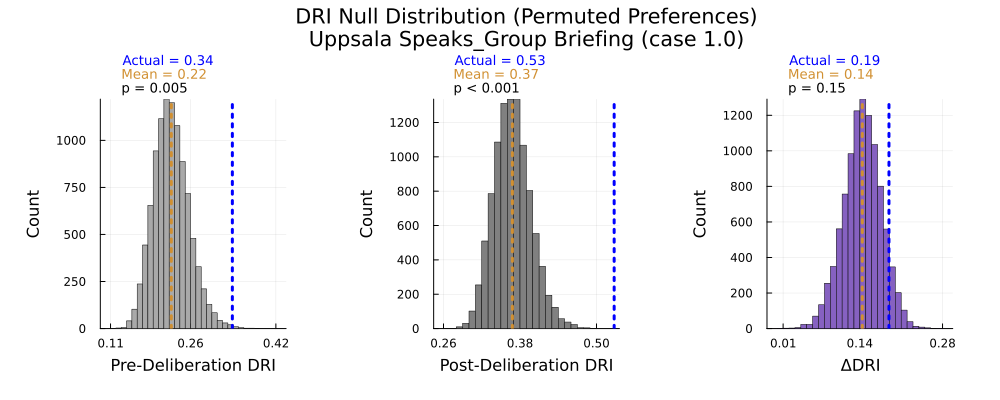 DRI Null Distribution (Permuted Preferences)
Uppsala Speaks_Group Briefing (case 1.0)
Actual = 0.34
Mean = 0.22
p = 0.005
Count
1000
750
500
250
0
0.11
0.26
0.42
Pre-Deliberation DRI
Actual = 0.53
Mean = 0.37
p < 0.001
Count
1200
1000
800
600
400
200
0
0.26
0.38
0.50
Post-Deliberation DRI
Actual = 0.19
Mean = 0.14
p = 0.15
Count
1200
1000
800
600
400
200
0
0.01
0.14
0.28
ΔDRI